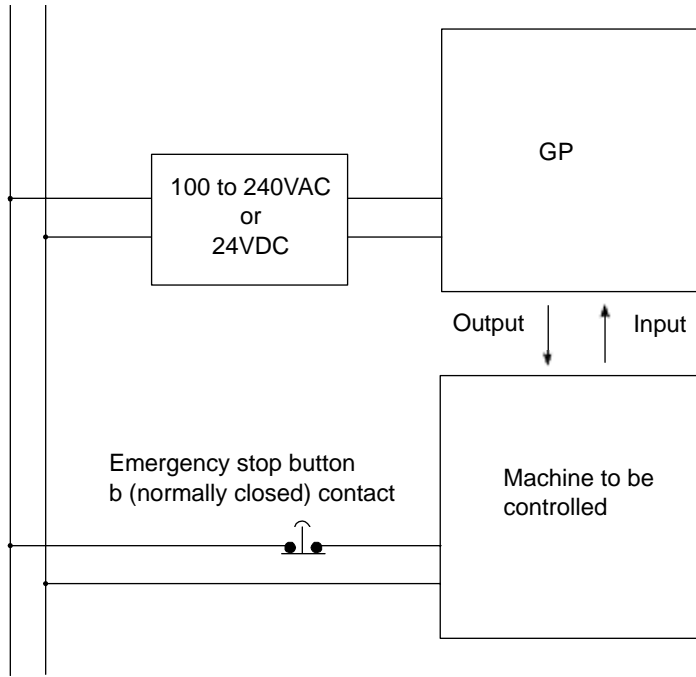 GP
100 to 240VAC
or
24VDC
Output
Input
Emergency stop button
b (normally closed) contact
Machine to be
controlled